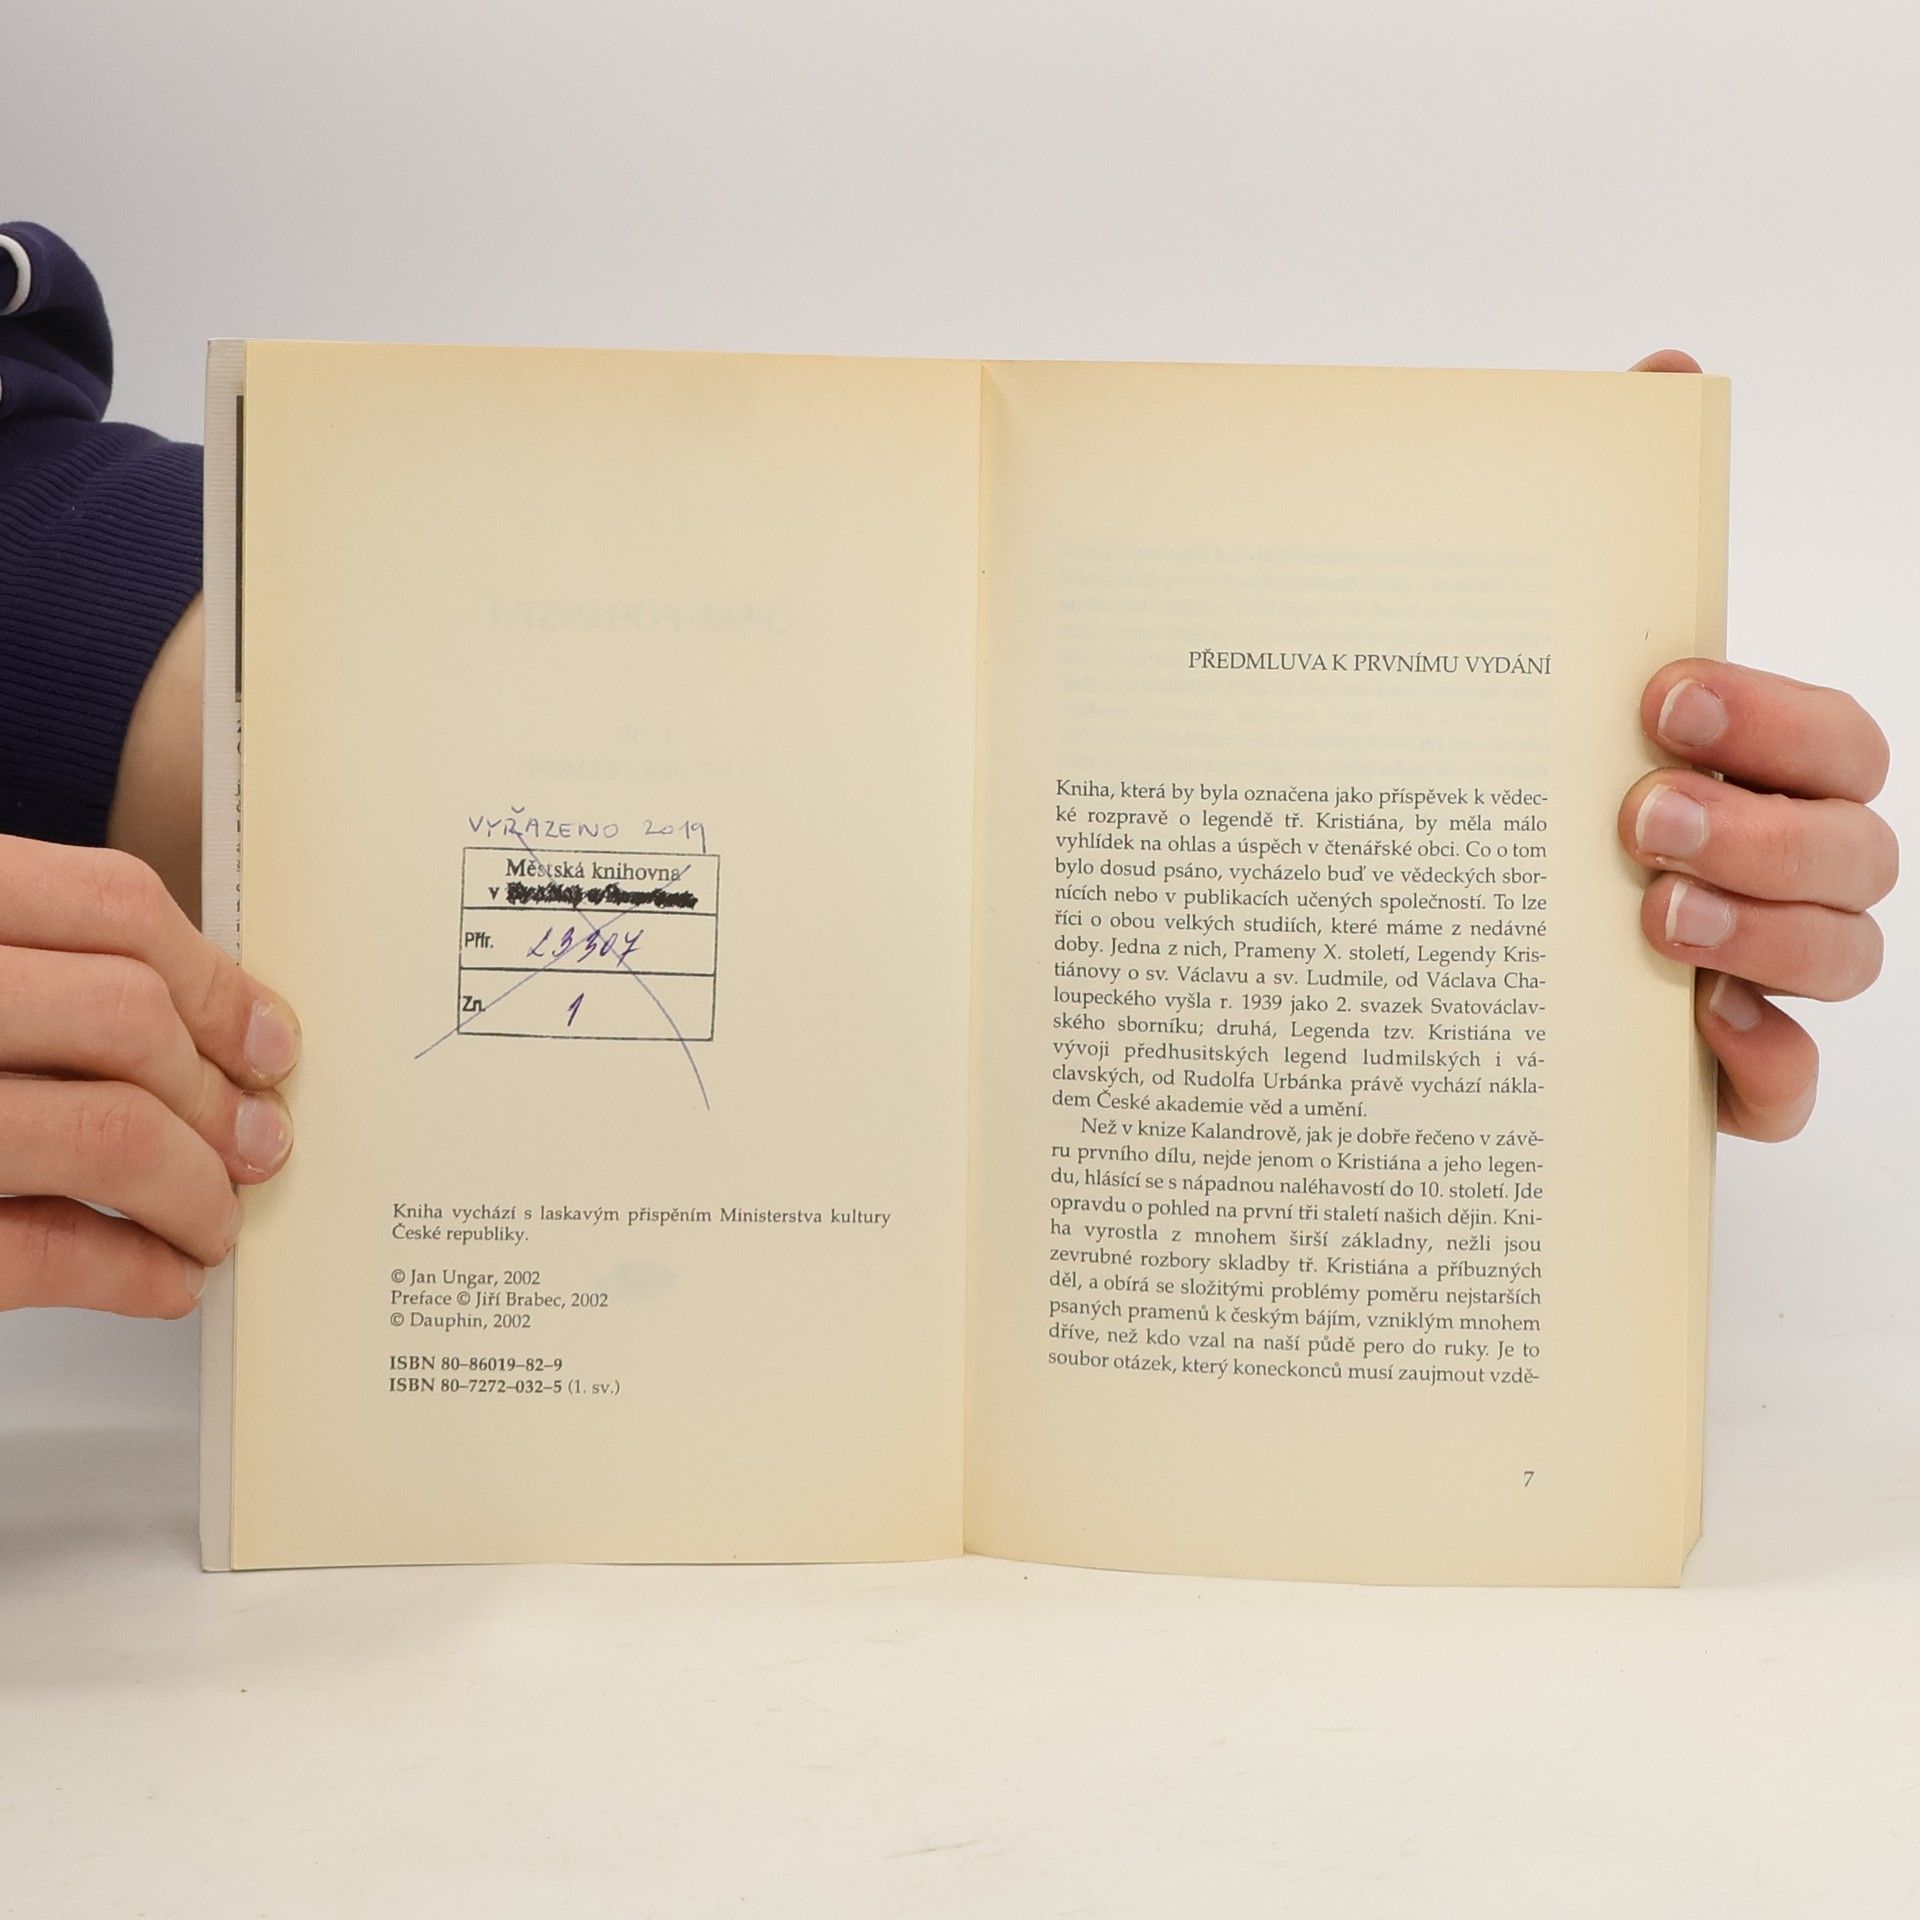 VYŘAZENO 2019
Městská knihovna
v
Přír. 23307
Zn. 1
Kniha vychází s laskavým přispěním Ministerstva kultury
České republiky.
© Jan Ungar, 2002
Preface © Jiří Brabec, 2002
© Dauphin, 2002
ISBN 80–86019–82–9
ISBN 80–7272–032–5 (1. sv.)
PŘEDMLUVA K PRVNÍMU VYDÁNÍ
Kniha, která by byla označena jako příspěvek k vědec-
ké rozpravě o legendě tř. Kristiána, by měla málo
vyhlídek na ohlas a úspěch v čtenářské obci. Co o tom
bylo dosud psáno, vycházelo buď ve vědeckých sbor-
nících nebo v publikacích učených společností. To lze
říci o obou velkých studiích, které máme z nedávné
doby. Jedna z nich, Prameny X. století, Legendy Kris-
tiánovy o sv. Václavu a sv. Ludmile, od Václava Cha-
loupeckého vyšla r. 1939 jako 2. svazek Svatováclav-
ského sborníku; druhá, Legenda tzv. Kristiána ve
vývoji předhusitských legend ludmilských i vá-
clavských, od Rudolfa Urbánka právě vychází nákla-
dem České akademie věd a umění.
Než v knize Kalandrově, jak je dobře řečeno v závě-
ru prvního dílu, nejde jenom o Kristiána a jeho legen-
du, hlásící se s nápadnou naléhavostí do 10. století. Jde
opravdu o pohled na první tři staletí našich dějin. Kni-
ha vyrostla z mnohem širší základny, nežli jsou
zevrubné rozbory skladby tř. Kristiána a příbuzných
děl, a obírá se složitými problémy poměru nejstarších
psaných pramenů k českým bájím, vzniklým mnohem
dříve, než kdo vzal na naší půdě pero do ruky. Je to
soubor otázek, který koneckonců musí zaujmout vzdě-
7